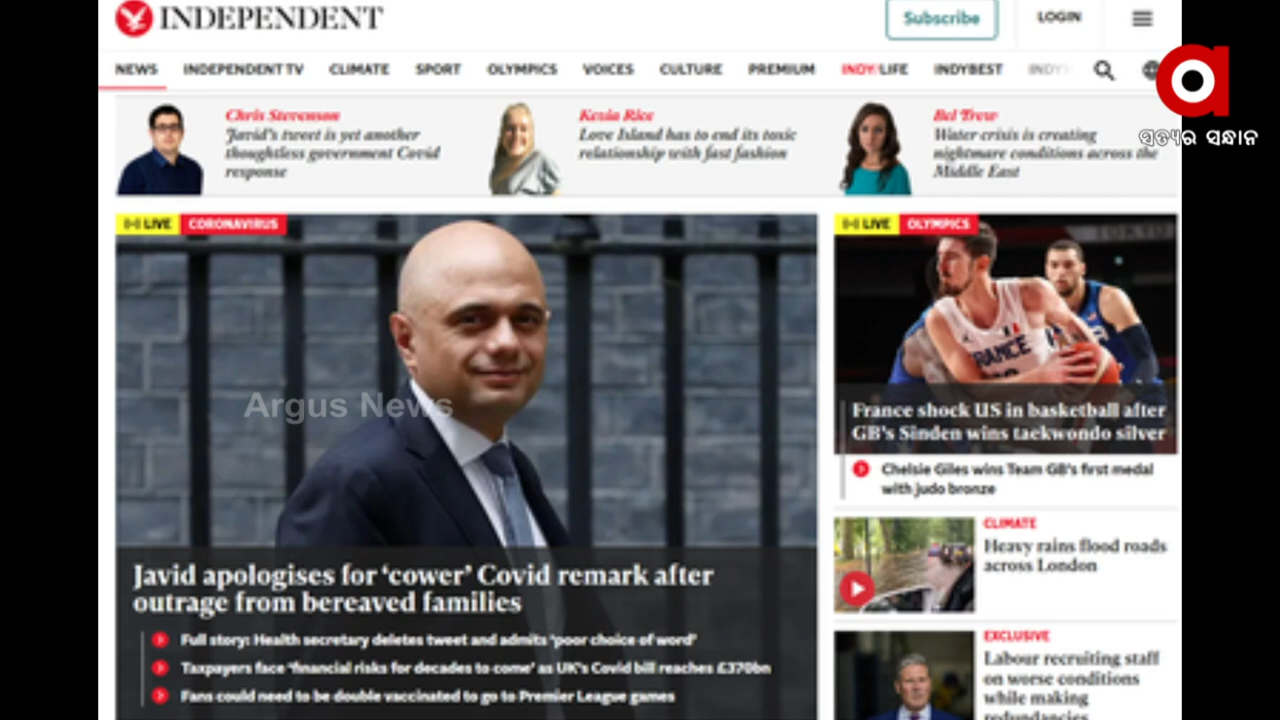 INDEPENDENT
Subscribe
LOGIN
NEWS INDEPENDENT TV CLIMATE SPORT OLYMPICS VOICES CULTURE PREMIUM INDY/LIFE INDYBEST INDY
Chris Stevenson
Javid's tweet is yet another
thoughtless government Covid
response
Kevin Rice
Love Island has to end its toxic
relationship with fast fashion
Bel Trew
Water crisis is creating
nightmare conditions across the
Middle East
ସତ୍ୟର ସନ୍ଧାନ
LIVE CORONAVIRUS
Argus News
Javid apologises for ‘cower’ Covid remark after
outrage from bereaved families
Full story: Health secretary deletes tweet and admits ‘poor choice of word’
Taxpayers face ‘financial risks for decades to come’ as UK's Covid bill reaches £370bn
Fans could need to be double vaccinated to go to Premier League games
LIVE OLYMPICS
TOKYO
FRANCE
France shock US in basketball after
GB's Sinden wins taekwondo silver
Chelsie Giles wins Team GB's first medal
with judo bronze
CLIMATE
Heavy rains flood roads
across London
EXCLUSIVE
Labour recruiting staff
on worse conditions
while making
redundancies